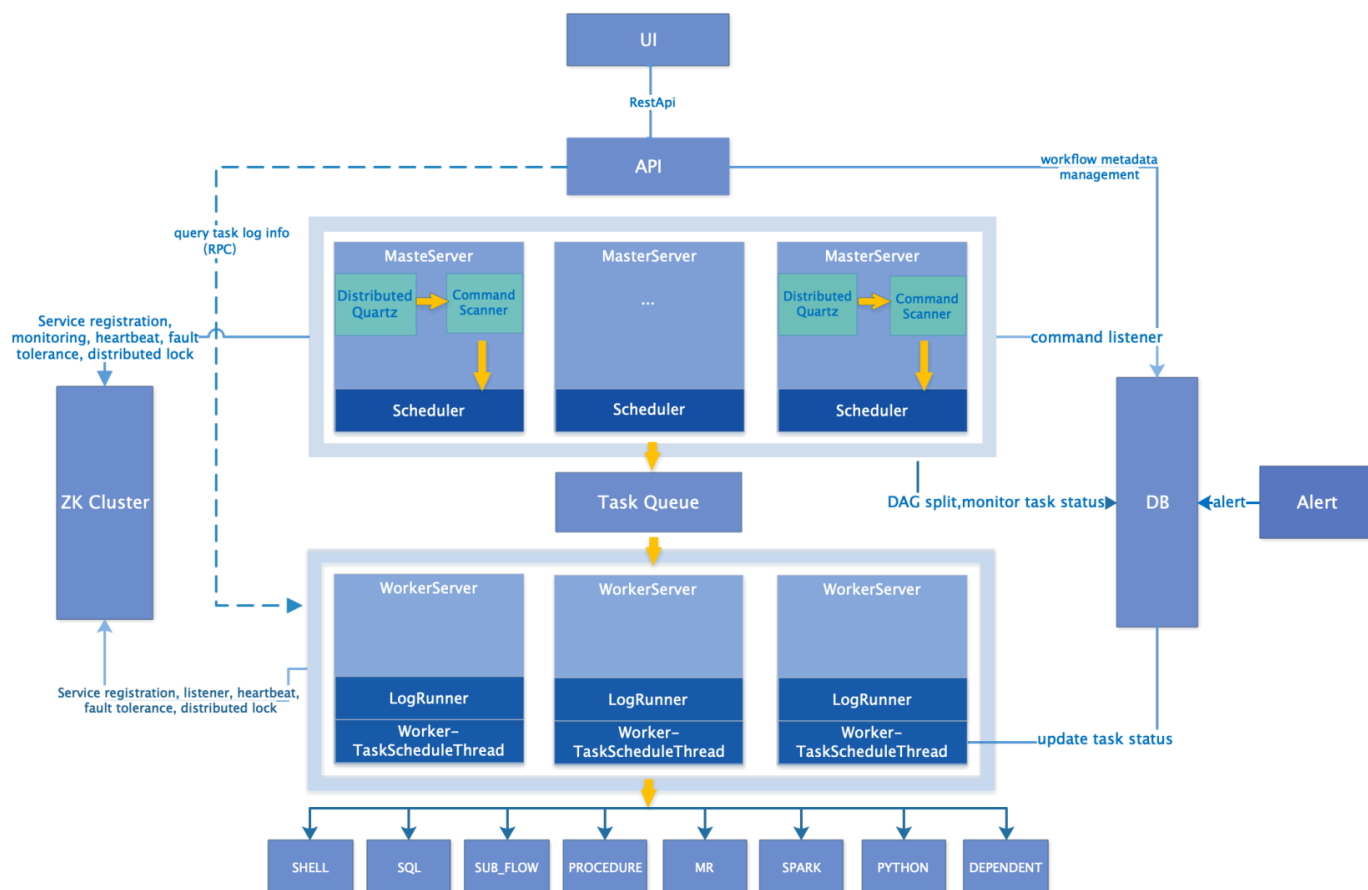 UI
RestApi
API
workflow metadata
management
query task log info
(RPC)
MasteServer
MasterServer
MasterServer
Distributed
Quartz
Command
Scanner
...
Distributed
Quartz
Command
Scanner
Service registration,
monitoring, heartbeat, fault
tolerance, distributed lock
command listener
Scheduler
Scheduler
Scheduler
ZK Cluster
Task Queue
DAG split,monitor task status
DB
alert
Alert
WorkerServer
WorkerServer
WorkerServer
Service registration, listener, heartbeat,
fault tolerance, distributed lock
LogRunner
LogRunner
LogRunner
Worker-
TaskScheduleThread
Worker-
TaskScheduleThread
Worker-
TaskScheduleThread
update task status
SHELL
SQL
SUB_FLOW
PROCEDURE
MR
SPARK
PYTHON
DEPENDENT